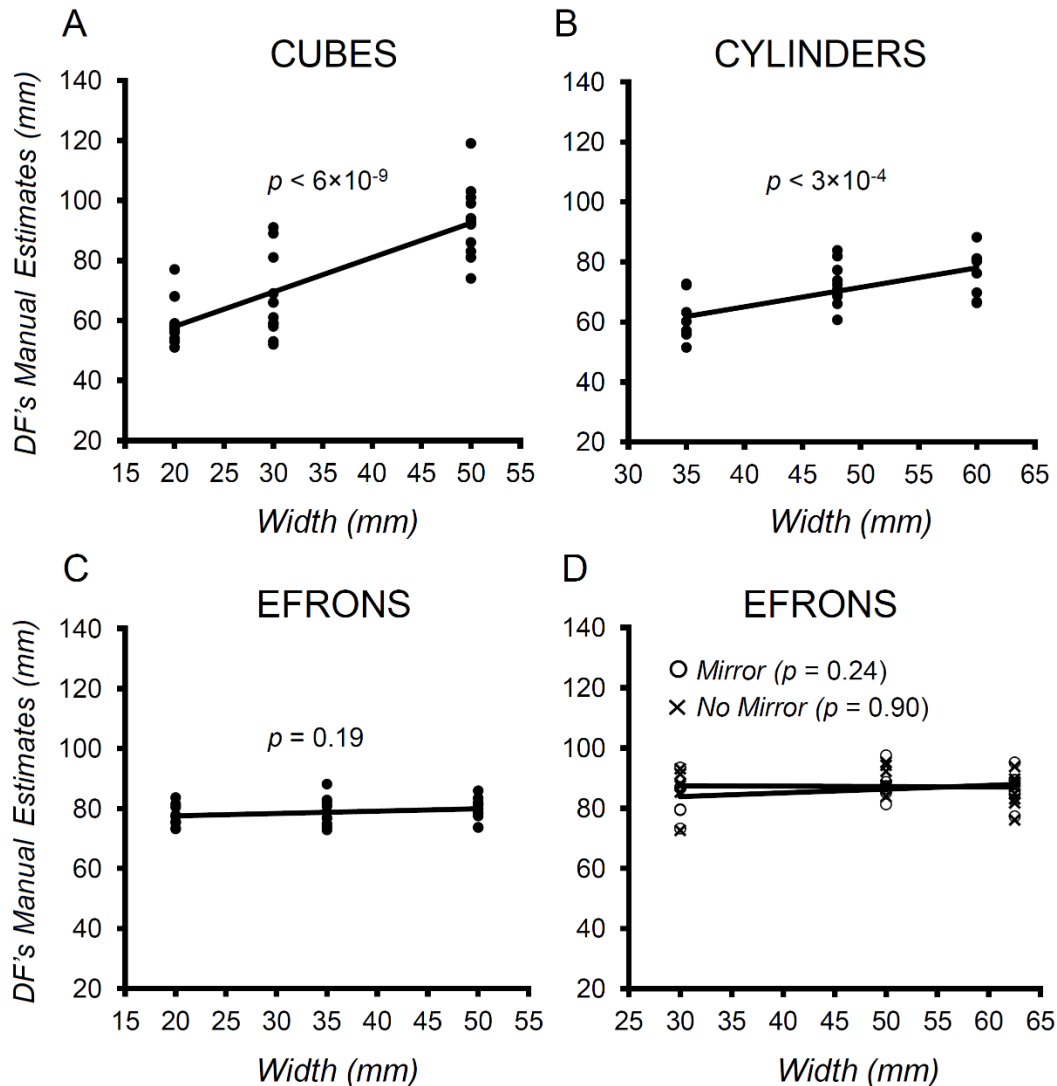 A
CUBES
DF's Manual Estimates (mm)
140
120
100
80
60
40
20
p < 6×10⁻⁹
15 20 25 30 35 40 45 50 55
Width (mm)
B
CYLINDERS
140
120
100
80
60
40
20
p < 3×10⁻⁴
30 35 40 45 50 55 60 65
Width (mm)
C
EFRONS
DF's Manual Estimates (mm)
140
120
100
80
60
40
20
p = 0.19
15 20 25 30 35 40 45 50 55
Width (mm)
D
EFRONS
140
120
100
80
60
40
20
Mirror (p = 0.24)
No Mirror (p = 0.90)
25 30 35 40 45 50 55 60 65
Width (mm)